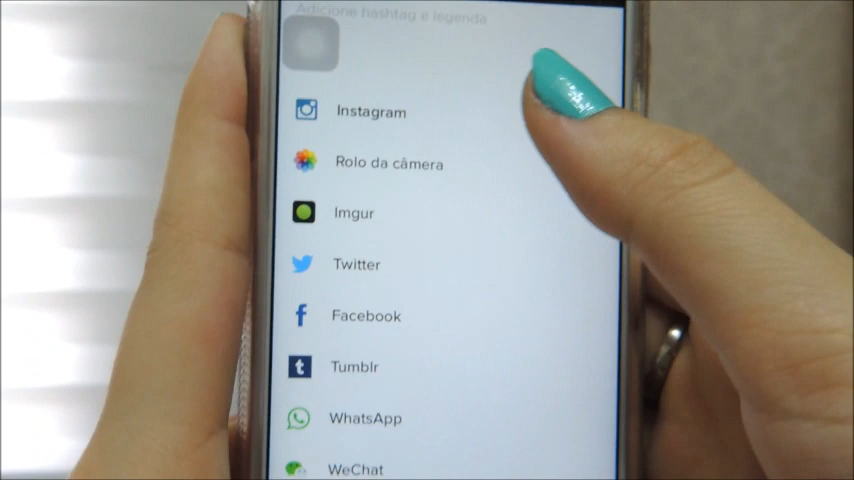 Adicione hashtag e legenda
Instagram
Rolo da câmera
Imgur
Twitter
Facebook
Tumblr
WhatsApp
WeChat